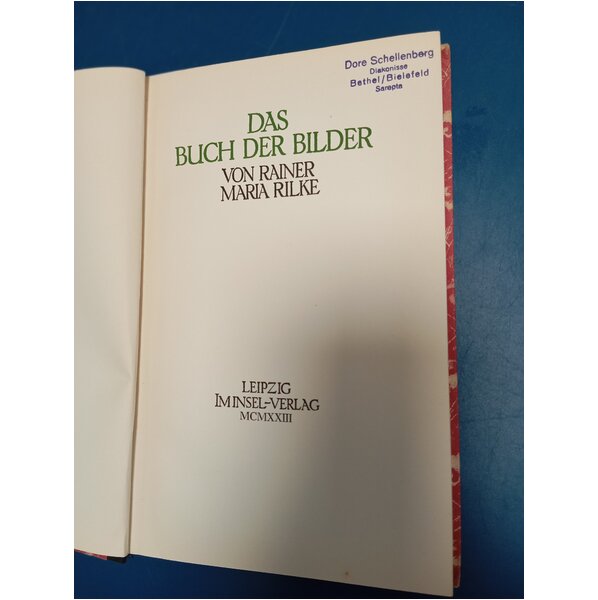 Dore Schellenberg
Diakonisse
Bethel/Bielefeld
Sarepta
DAS
BUCH DER BILDER
VON RAINER
MARIA RILKE
LEIPZIG
IM INSEL-VERLAG
MCMXXIII